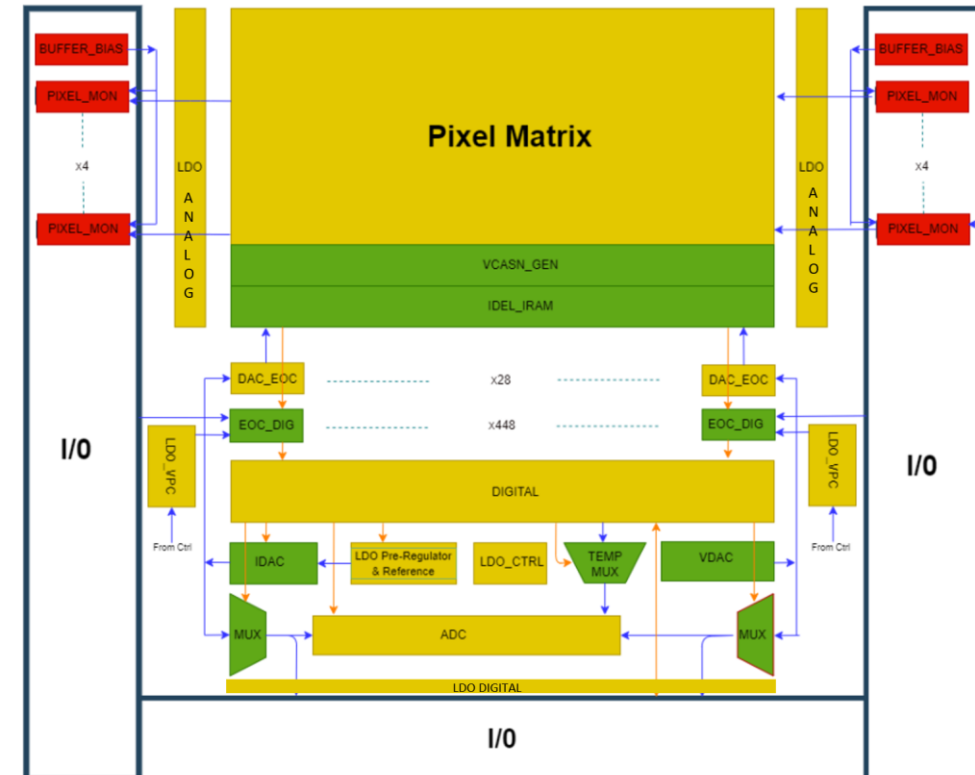 BUFFER_BIAS
PIXEL_MON
x4
PIXEL_MON
LDO
ANALOG
Pixel Matrix
VCASN_GEN
IDEL_IRAM
LDO
ANALOG
BUFFER_BIAS
PIXEL_MON
x4
PIXEL_MON
DAC_EOC
x28
DAC_EOC
EOC_DIG
x448
EOC_DIG
I/0
LDO_VPC
From Ctrl
DIGITAL
LDO_VPC
From Ctrl
I/0
IDAC
LDO Pre-Regulator
& Reference
LDO_CTRL
TEMP
MUX
VDAC
MUX
ADC
MUX
LDO DIGITAL
I/0